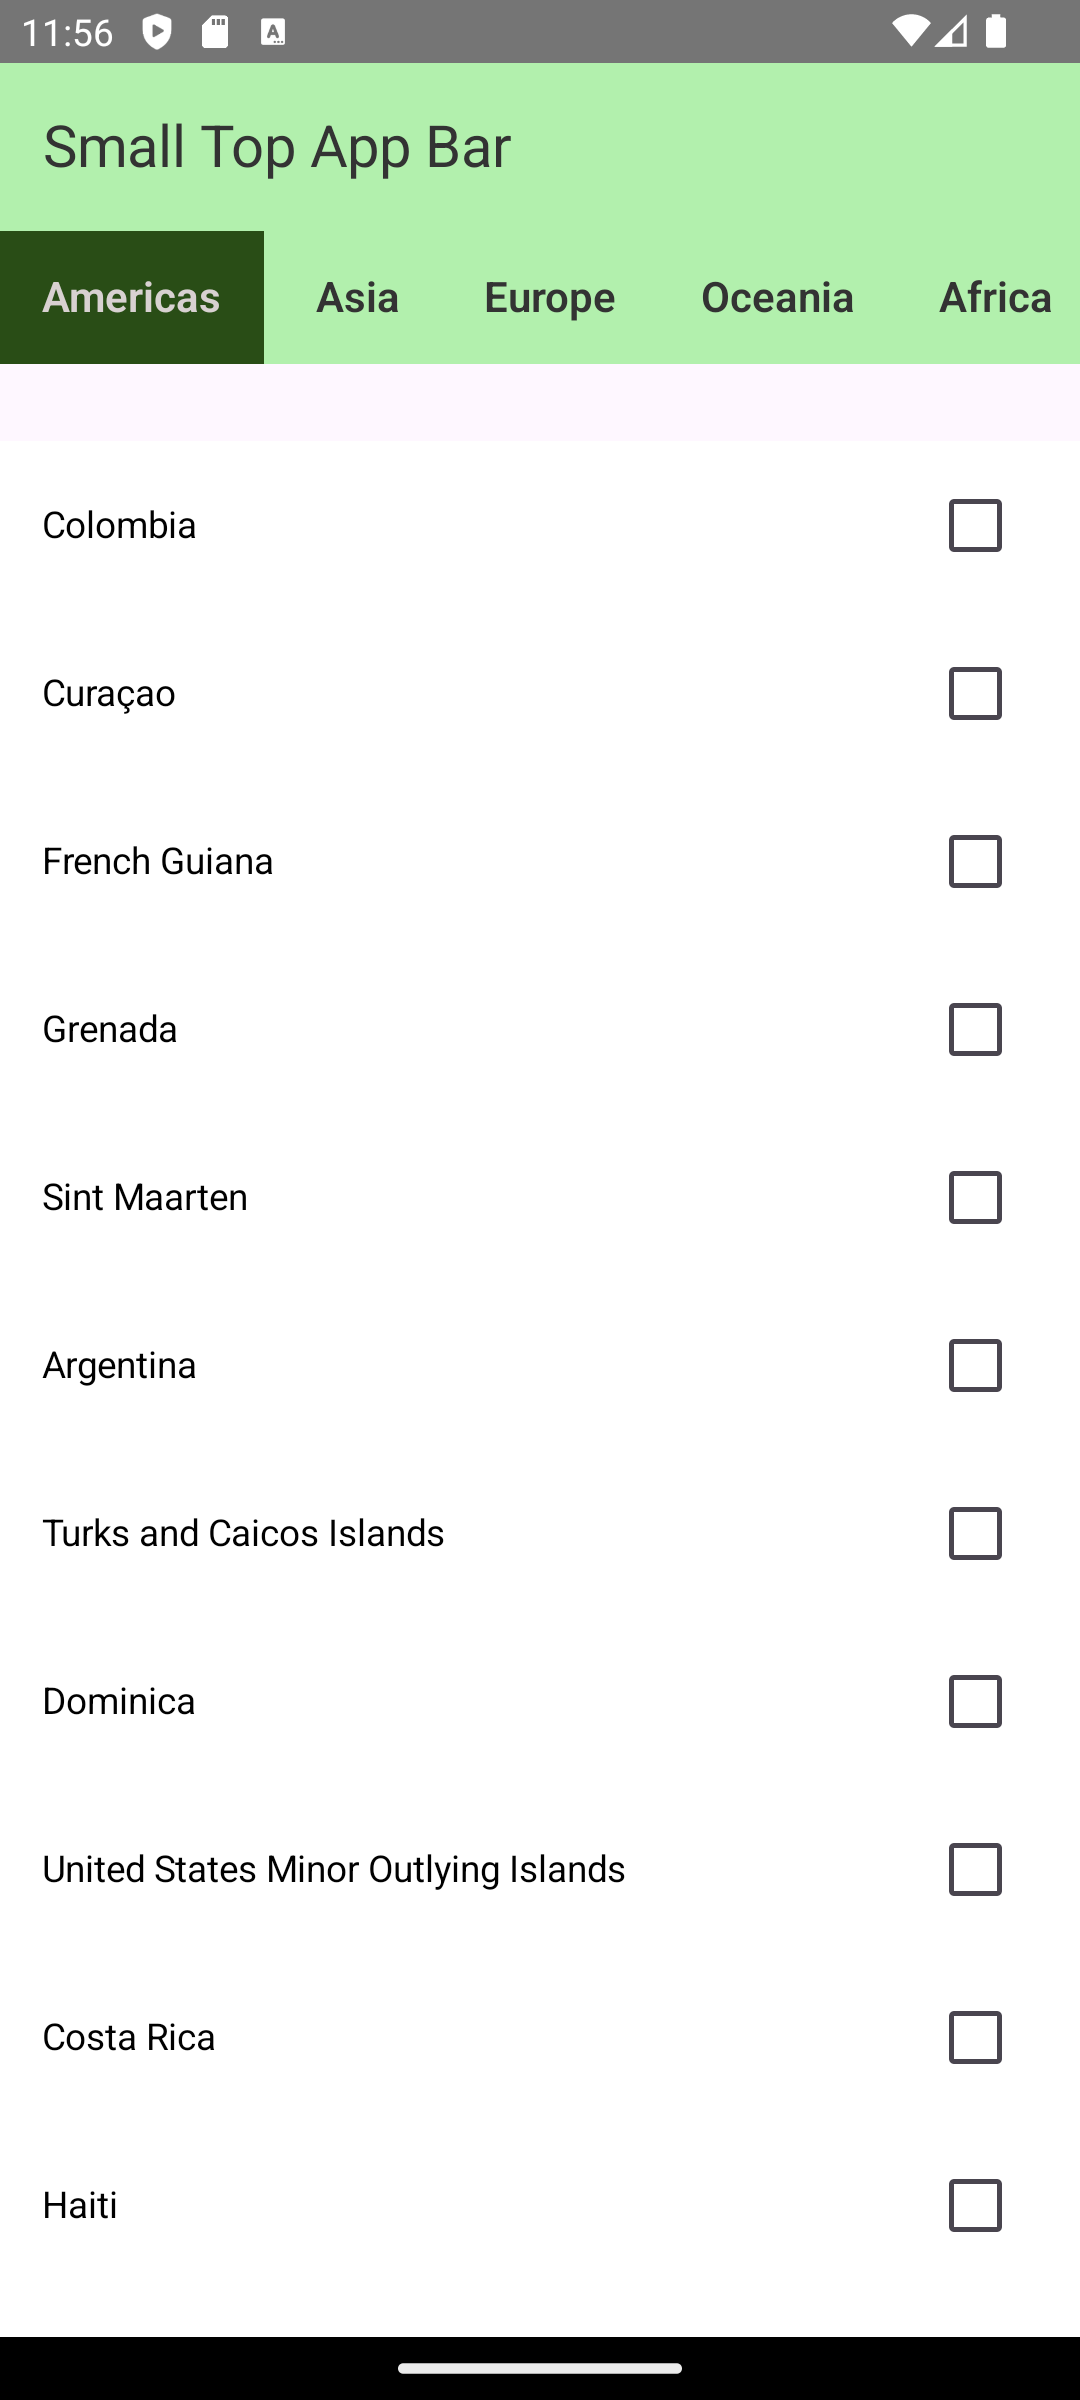 11:56
Small Top App Bar
Americas Asia Europe Oceania Africa
Colombia
Curaçao
French Guiana
Grenada
Sint Maarten
Argentina
Turks and Caicos Islands
Dominica
United States Minor Outlying Islands
Costa Rica
Haiti